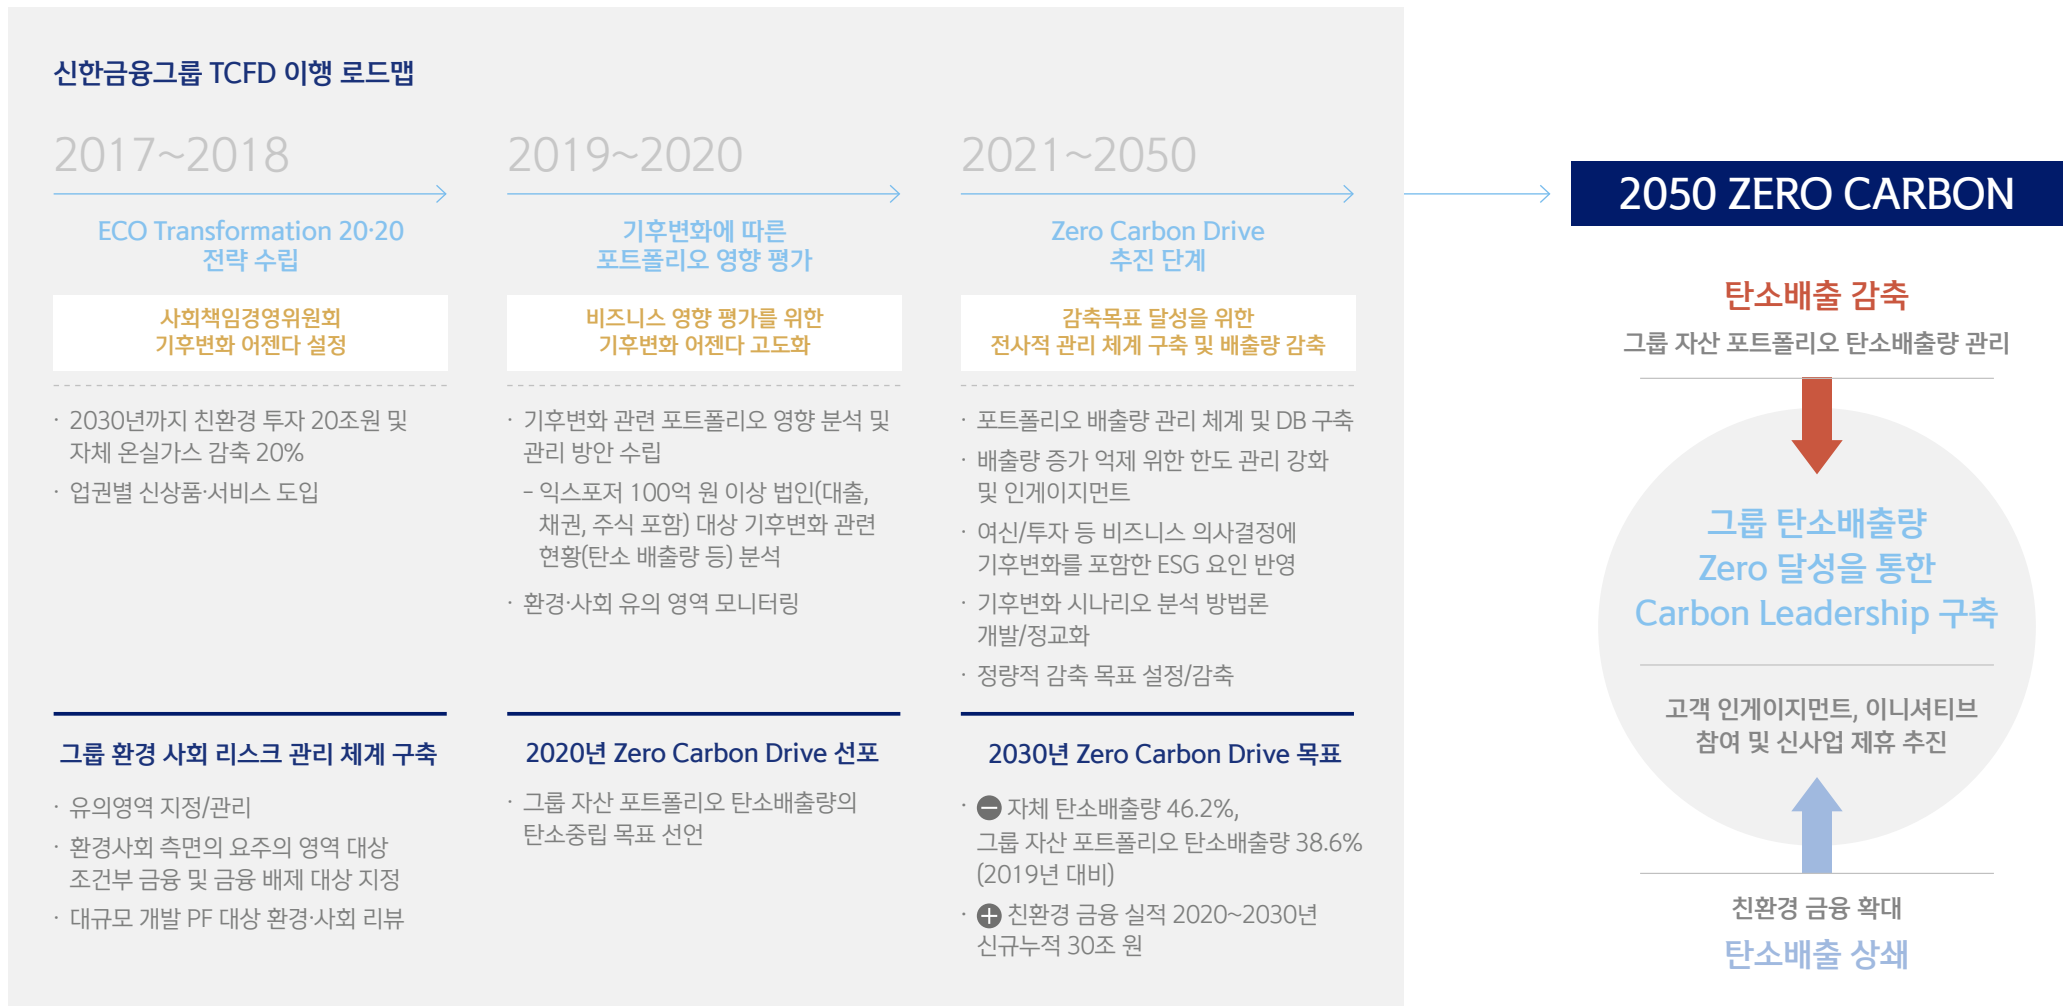 신한금융그룹 TCFD 이행 로드맵
2017~2018
ECO Transformation 20·20
전략 수립
사회책임경영위원회
기후변화 어젠다 설정
· 2030년까지 친환경 투자 20조원 및
자체 온실가스 감축 20%
· 업권별 신상품·서비스 도입
그룹 환경 사회 리스크 관리 체계 구축
· 유의영역 지정/관리
· 환경사회 측면의 요주의 영역 대상
조건부 금융 및 금융 배제 대상 지정
· 대규모 개발 PF 대상 환경·사회 리뷰
2019~2020
기후변화에 따른
포트폴리오 영향 평가
비즈니스 영향 평가를 위한
기후변화 어젠다 고도화
· 기후변화 관련 포트폴리오 영향 분석 및
관리 방안 수립
– 익스포저 100억 원 이상 법인(대출,
채권, 주식 포함) 대상 기후변화 관련
현황(탄소 배출량 등) 분석
· 환경·사회 유의 영역 모니터링
2020년 Zero Carbon Drive 선포
· 그룹 자산 포트폴리오 탄소배출량의
탄소중립 목표 선언
2021~2050
Zero Carbon Drive
추진 단계
감축목표 달성을 위한
전사적 관리 체계 구축 및 배출량 감축
· 포트폴리오 배출량 관리 체계 및 DB 구축
· 배출량 증가 억제 위한 한도 관리 강화
및 인게이지먼트
· 여신/투자 등 비즈니스 의사결정에
기후변화를 포함한 ESG 요인 반영
· 기후변화 시나리오 분석 방법론
개발/정교화
· 정량적 감축 목표 설정/감축
2030년 Zero Carbon Drive 목표
· ⊖ 자체 탄소배출량 46.2%,
그룹 자산 포트폴리오 탄소배출량 38.6%
(2019년 대비)
· ⊕ 친환경 금융 실적 2020~2030년
신규누적 30조 원
2050 ZERO CARBON
탄소배출 감축
그룹 자산 포트폴리오 탄소배출량 관리
그룹 탄소배출량
Zero 달성을 통한
Carbon Leadership 구축
고객 인게이지먼트, 이니셔티브
참여 및 신사업 제휴 추진
친환경 금융 확대
탄소배출 상쇄